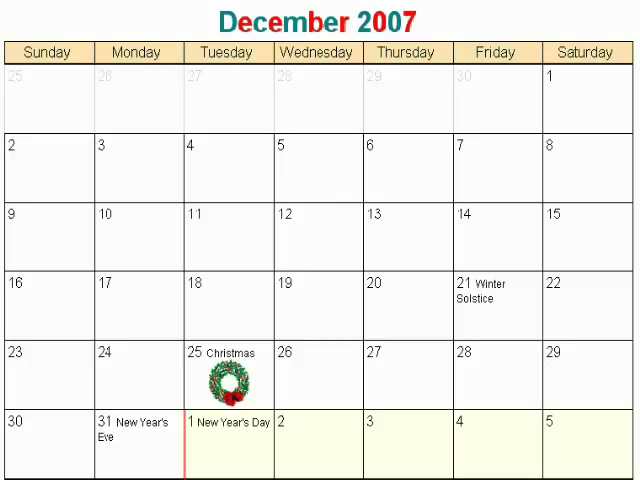 December 2007
Sunday Monday Tuesday Wednesday Thursday Friday Saturday
25 26 27 28 29 30 1
2 3 4 5 6 7 8
9 10 11 12 13 14 15
16 17 18 19 20 21 Winter 22
Solstice
23 24 25 Christmas 26 27 28 29
30 31 New Year's 1 New Year's Day 2 3 4 5
Eve